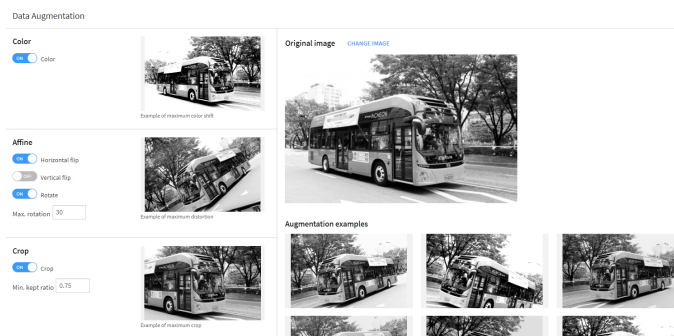 Data Augmentation
Color
ON Color
Example of maximum color shift
Affine
ON Horizontal flip
OFF Vertical flip
ON Rotate
Max. rotation 30
Example of maximum distortion
Crop
ON Crop
Min. kept ratio 0.75
Example of maximum crop
Original image CHANGE IMAGE
Augmentation examples